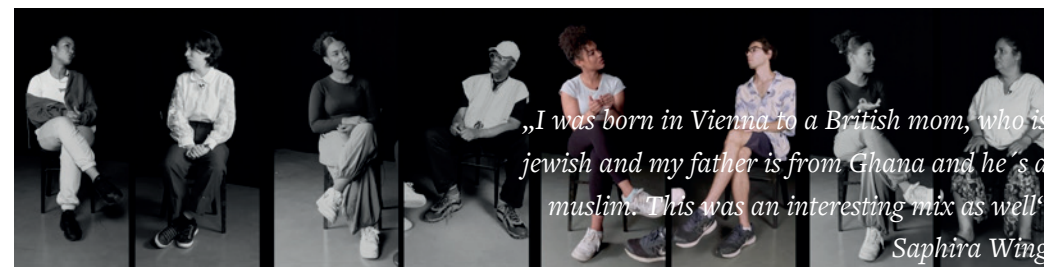 „I was born in Vienna to a British mom, who is
jewish and my father is from Ghana and he´s a
muslim. This was an interesting mix as well“
Saphira Wing